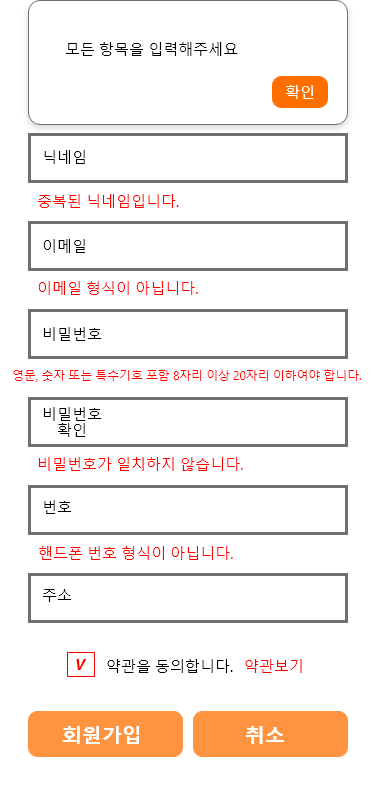 모든 항목을 입력해주세요
확인
닉네임
중복된 닉네임입니다.
이메일
이메일 형식이 아닙니다.
비밀번호
영문, 숫자 또는 특수기호 포함 8자리 이상 20자리 이하여야 합니다.
비밀번호
확인
비밀번호가 일치하지 않습니다.
번호
핸드폰 번호 형식이 아닙니다.
주소
V 약관을 동의합니다. 약관보기
회원가입 취소